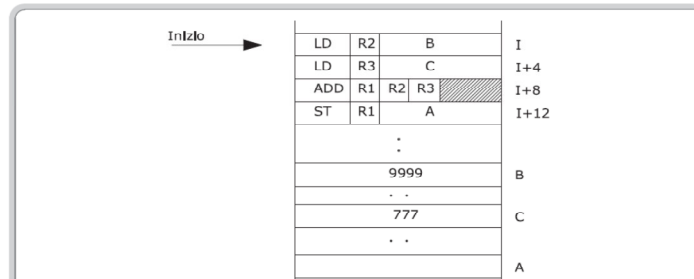 Inizio
LD R2 B I
LD R3 C I+4
ADD R1 R2 R3 I+8
ST R1 A I+12
:
9999 B
. .
777 C
. .
A